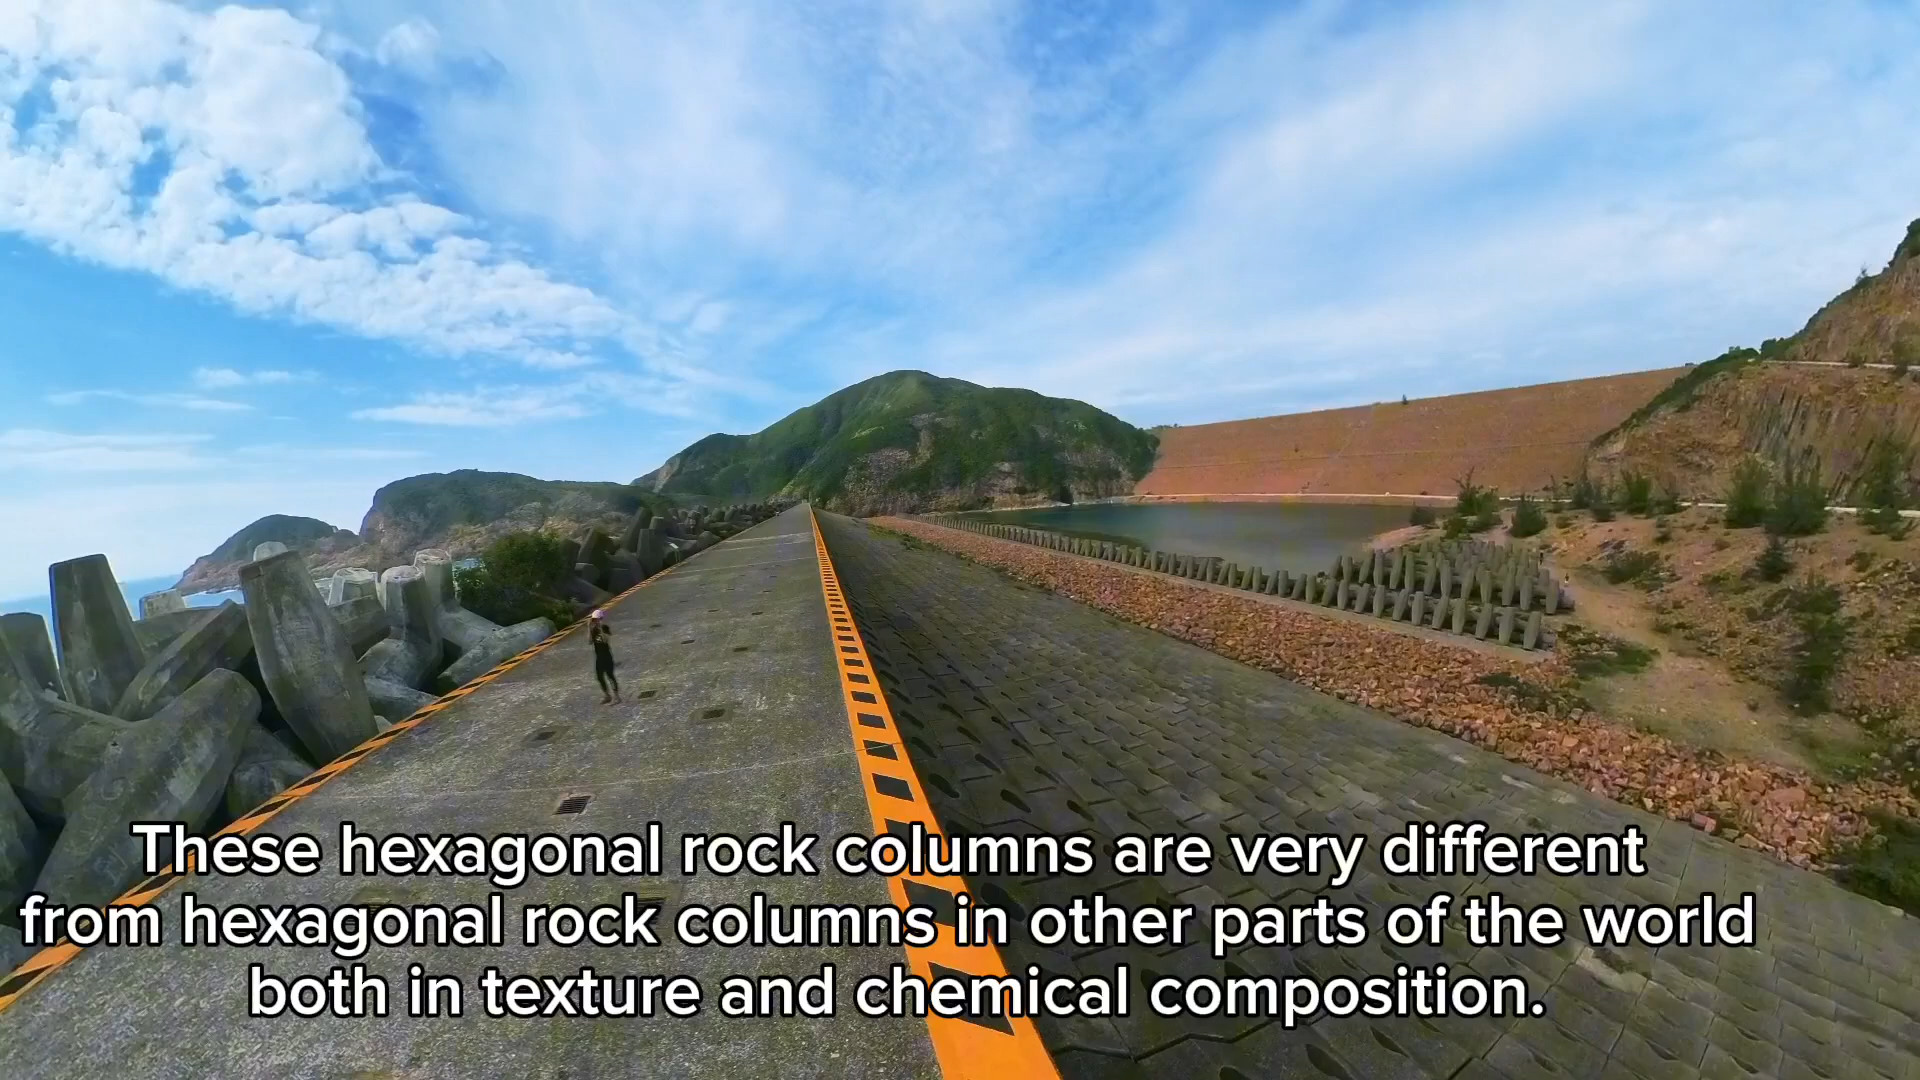 These hexagonal rock columns are very different
from hexagonal rock columns in other parts of the world
both in texture and chemical composition.